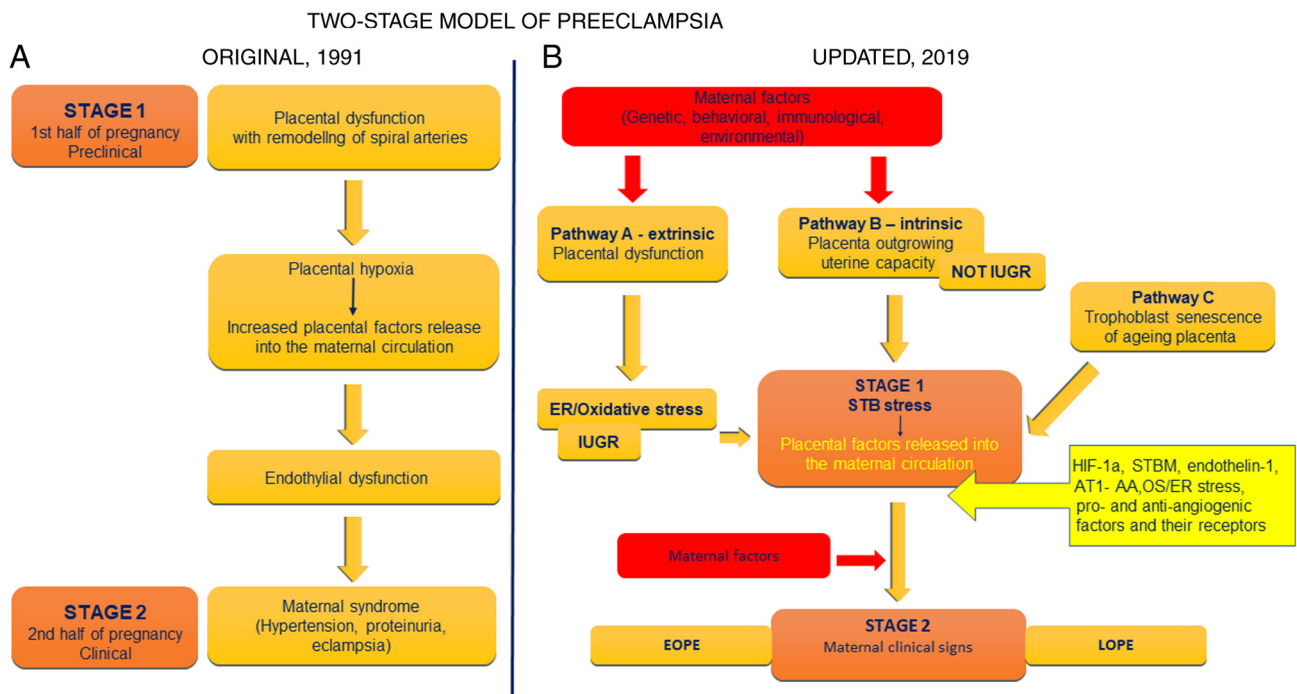 TWO-STAGE MODEL OF PREECLAMPSIA
A
ORIGINAL, 1991
STAGE 1
1st half of pregnancy
Preclinical
Placental dysfunction
with remodellng of spiral arteries
Placental hypoxia
Increased placental factors release
into the maternal circulation
Endothylial dysfunction
STAGE 2
2nd half of pregnancy
Clinical
Maternal syndrome
(Hypertension, proteinuria,
eclampsia)
B
UPDATED, 2019
Maternal factors
(Genetic, behavioral, immunological,
environmental)
Pathway A - extrinsic
Placental dysfunction
Pathway B – intrinsic
Placenta outgrowing
uterine capacity
NOT IUGR
Pathway C
Trophoblast senescence
of ageing placenta
ER/Oxidative stress
IUGR
STAGE 1
STB stress
Placental factors released into
the maternal circulation
HIF-1a, STBM, endothelin-1,
AT1- AA,OS/ER stress,
pro- and anti-angiogenic
factors and their receptors
Maternal factors
EOPE
STAGE 2
Maternal clinical signs
LOPE